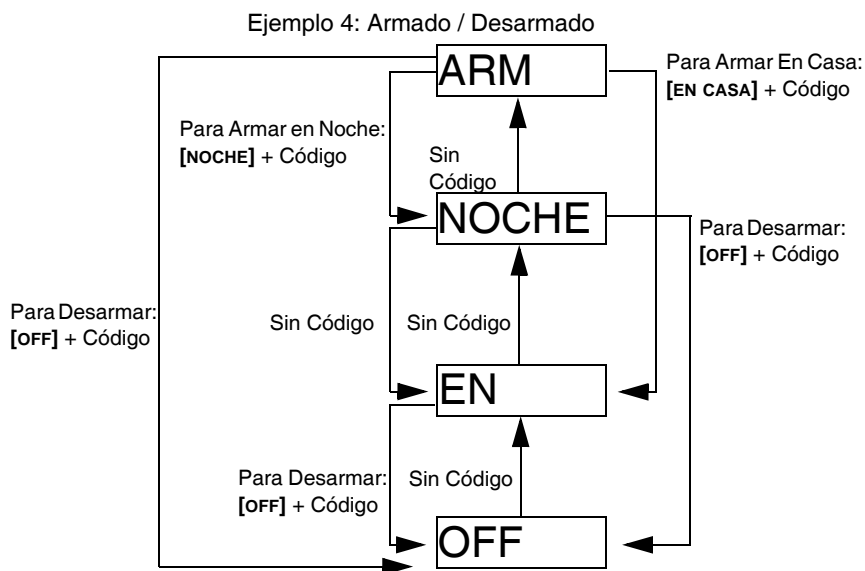 Ejemplo 4: Armado / Desarmado
ARM
Para Armar En Casa:
[EN CASA] + Código
Para Armar en Noche:
[NOCHE] + Código
Sin
Código
NOCHE
Para Desarmar:
[OFF] + Código
Para Desarmar:
[OFF] + Código
Sin Código
Sin Código
EN
Para Desarmar:
[OFF] + Código
Sin Código
OFF